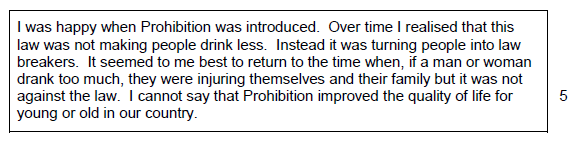 I was happy when Prohibition was introduced.  Over time I realised that this
law was not making people drink less.  Instead it was turning people into law
breakers.  It seemed to me best to return to the time when, if a man or woman
drank too much, they were injuring themselves and their family but it was not
against the law.  I cannot say that Prohibition improved the quality of life for
young or old in our country.
5